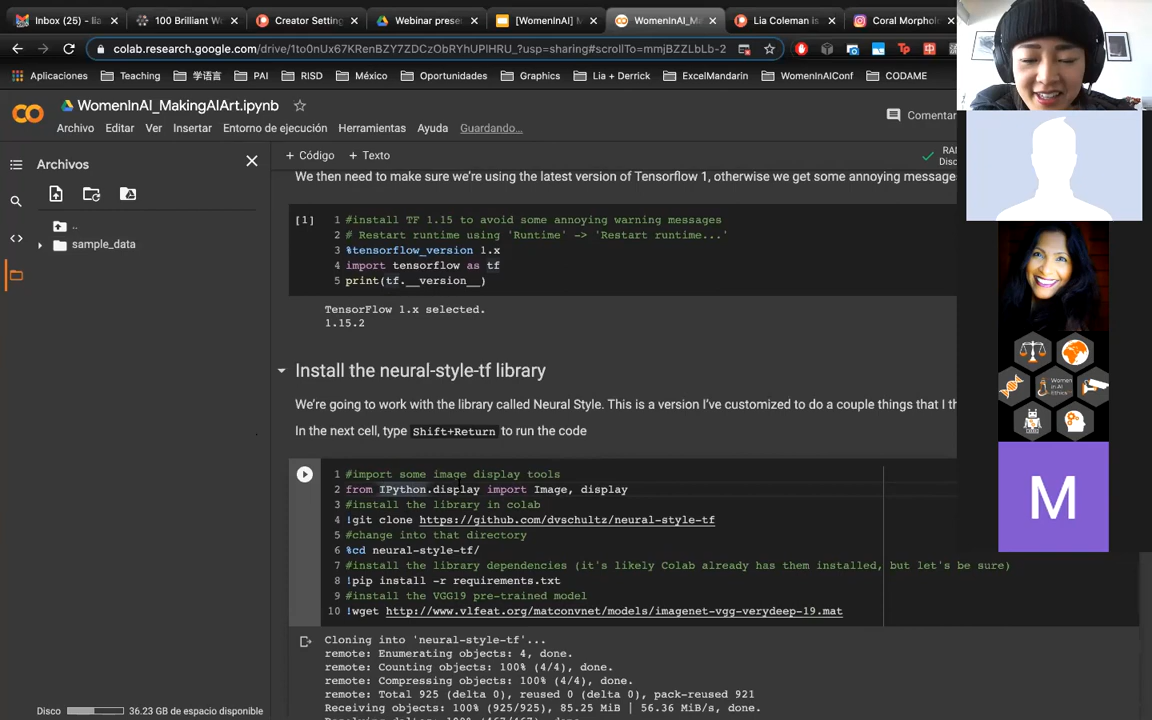 Inbox (15) - lia
100 Brilliant W
Creator Setting
Webinar prese
[WomenInAI] M
WomenInAI_Ma
Lia Coleman is
Coral Morpholo
colab.research.google.com/drive/1to0nUx67KRenBZY7ZDCzObRYhUPlHRU_?usp=sharing#scrollTo=mmjBZZLbLb-2
Aplicaciones
Teaching
学语言
PAI
RISD
México
Oportunidades
Graphics
Lia + Derrick
ExcelMandarin
WomenInAIConf
CODAME
WomenInAI_MakingAIArt.ipynb
Archivo Editar Ver Insertar Entorno de ejecución Herramientas Ayuda Guardando...
Comentar
Archivos
+ Código + Texto
RAM
Disc
..
sample_data
We then need to make sure we're using the latest version of Tensorflow 1, otherwise we get some annoying messages
[1]
1 #install TF 1.15 to avoid some annoying warning messages
2 # Restart runtime using 'Runtime' -> 'Restart runtime...'
3 %tensorflow_version 1.x
4 import tensorflow as tf
5 print(tf.__version__)
TensorFlow 1.x selected.
1.15.2
Install the neural-style-tf library
We're going to work with the library called Neural Style. This is a version I've customized to do a couple things that I th
In the next cell, type Shift+Return to run the code
1 #import some image display tools
2 from IPython.display import Image, display
3 #install the library in colab
4 !git clone https://github.com/dvschultz/neural-style-tf
5 #change into that directory
6 %cd neural-style-tf/
7 #install the library dependencies (it's likely Colab already has them installed, but let's be sure)
8 !pip install -r requirements.txt
9 #install the VGG19 pre-trained model
10 !wget http://www.vlfeat.org/matconvnet/models/imagenet-vgg-verydeep-19.mat
Cloning into 'neural-style-tf'...
remote: Enumerating objects: 4, done.
remote: Counting objects: 100% (4/4), done.
remote: Compressing objects: 100% (4/4), done.
remote: Total 925 (delta 0), reused 0 (delta 0), pack-reused 921
Receiving objects: 100% (925/925), 85.25 MiB | 56.36 MiB/s, done.
Disco
36.23 GB de espacio disponible
Women
in AI
Ethics
M